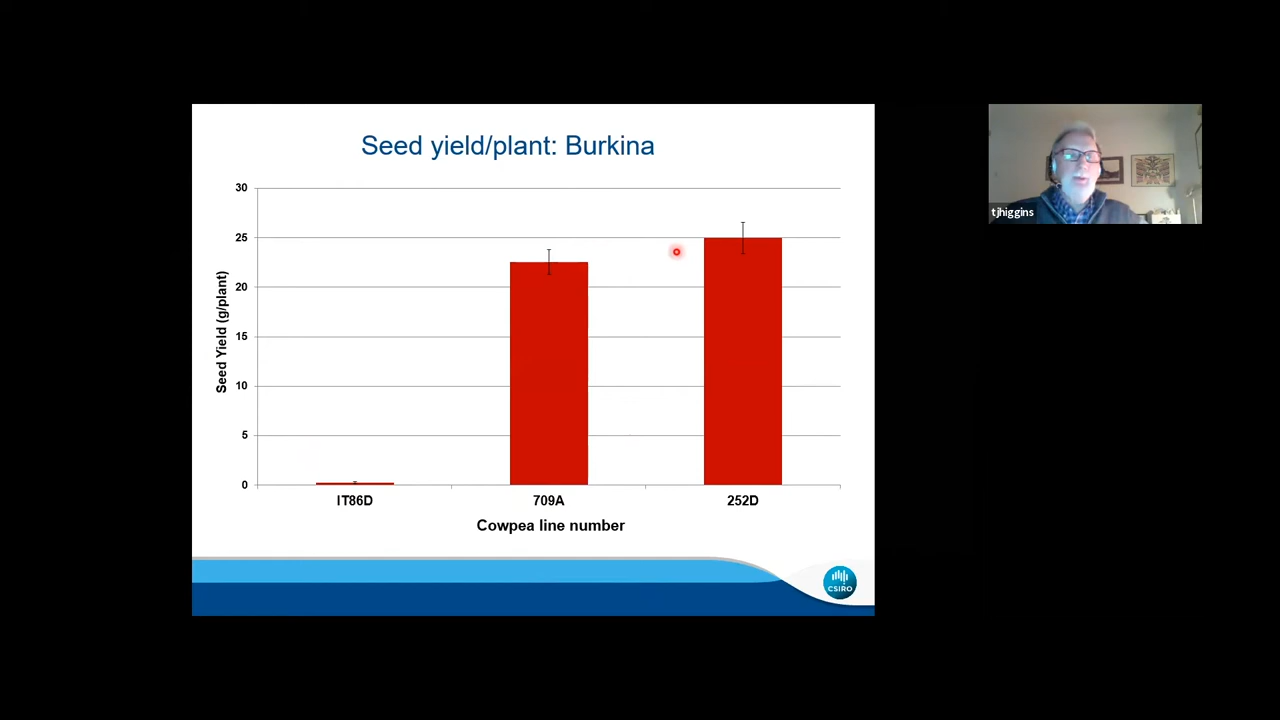 Seed yield/plant: Burkina
30
25
20
15
10
5
0
Seed Yield (g/plant)
IT86D 709A 252D
Cowpea line number
CSIRO
tjhiggins